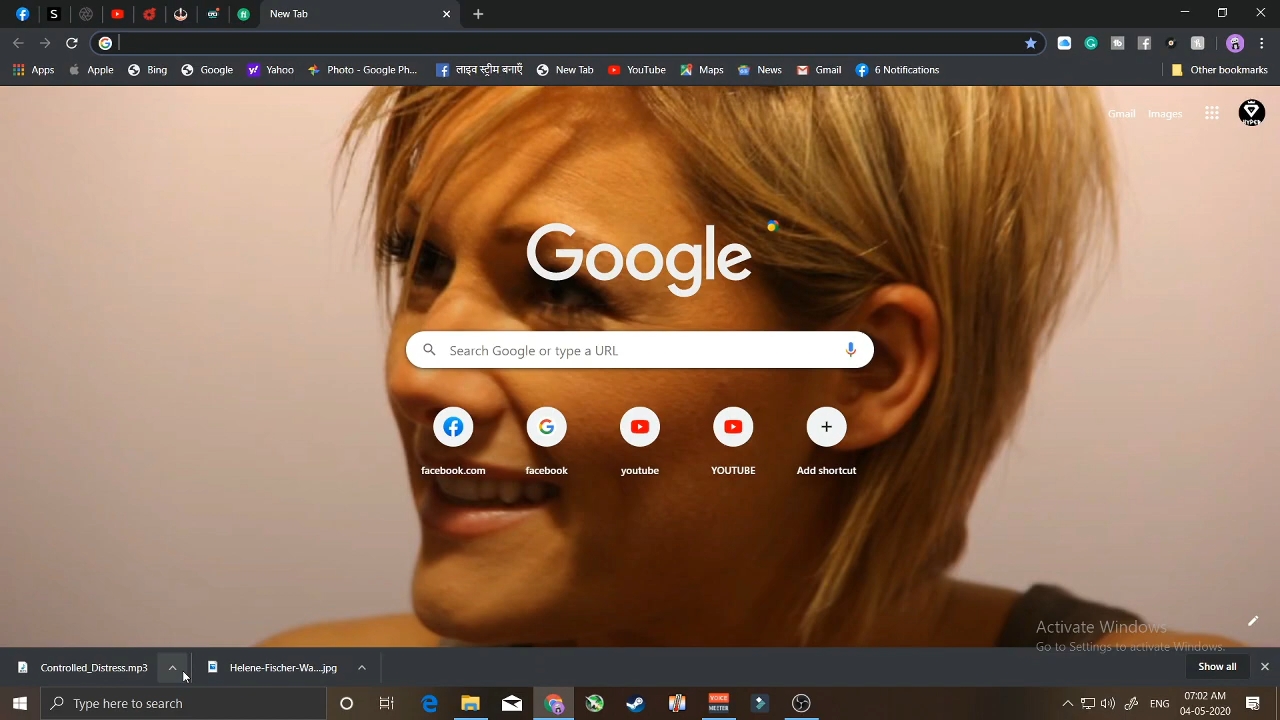 New Tab
Apps Apple Bing Google Yahoo Photo - Google Ph... लाइव स्ट्रीम बनाएँ New Tab YouTube Maps News Gmail 6 Notifications Other bookmarks
Gmail Images
HYPER
Google
Search Google or type a URL
facebook.com facebook youtube YOUTUBE Add shortcut
Activate Windows
Go to Settings to activate Windows.
Controlled_Distress.mp3 Helene-Fischer-Wa....jpg Show all
Type here to search VOICE MEETER ENG 07:02 AM
04-05-2020